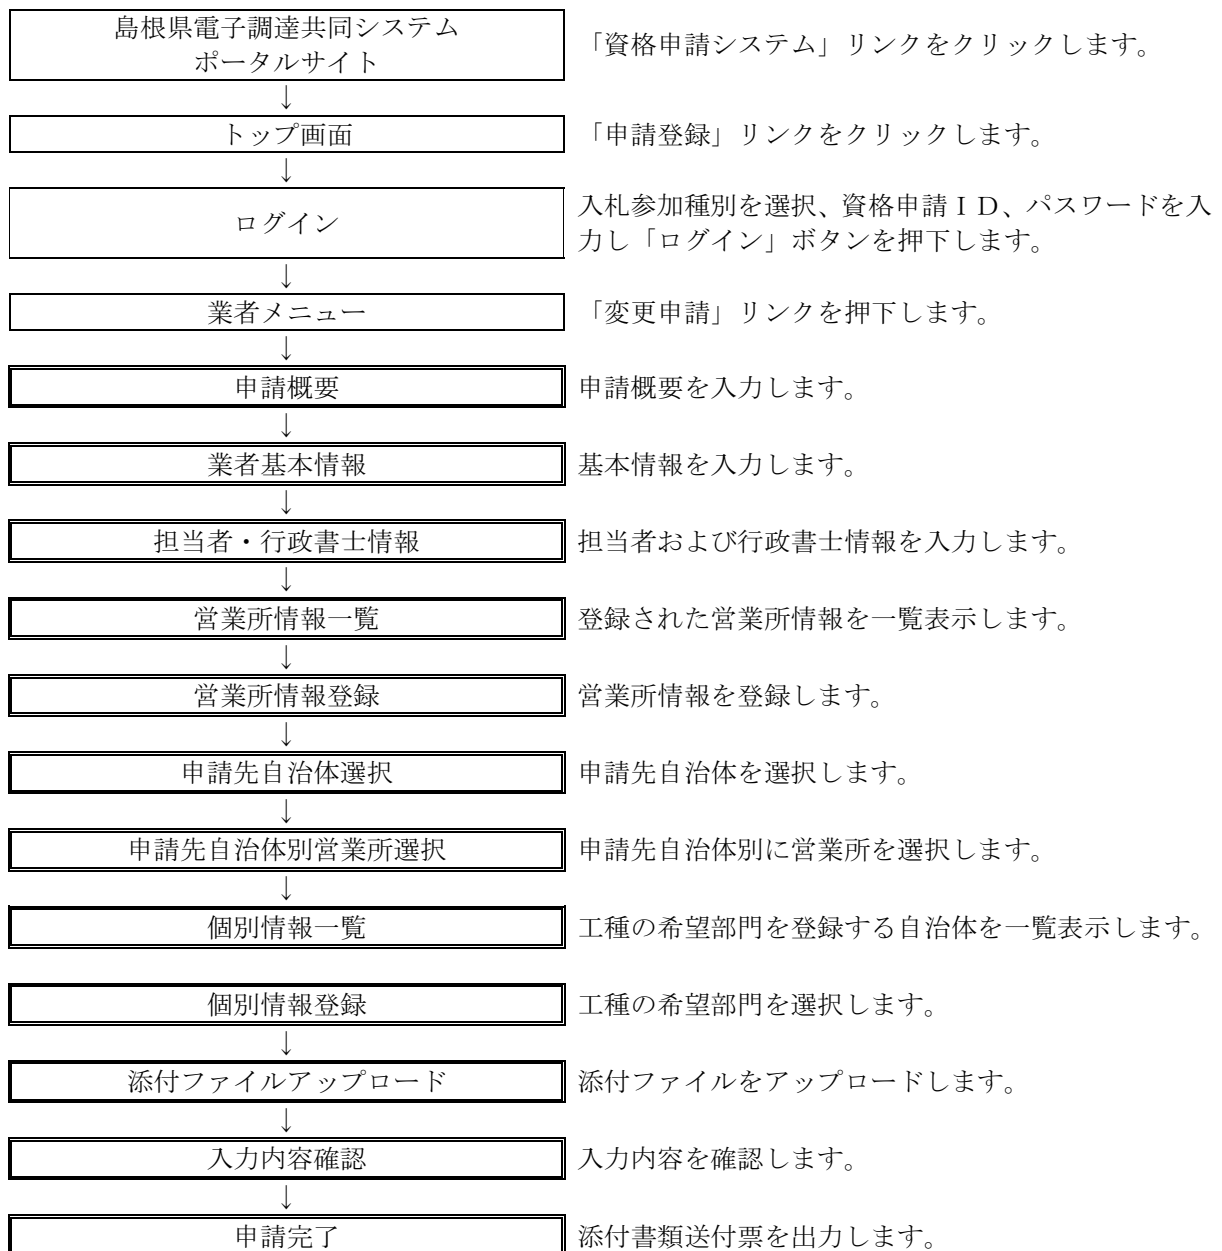 島根県電子調達共同システム
ポータルサイト
「資格申請システム」リンクをクリックします。
↓
トップ画面
「申請登録」リンクをクリックします。
↓
ログイン
入札参加種別を選択、資格申請ＩＤ、パスワードを入
力し「ログイン」ボタンを押下します。
↓
業者メニュー
「変更申請」リンクを押下します。
↓
申請概要
申請概要を入力します。
↓
業者基本情報
基本情報を入力します。
↓
担当者・行政書士情報
担当者および行政書士情報を入力します。
↓
営業所情報一覧
登録された営業所情報を一覧表示します。
↓
営業所情報登録
営業所情報を登録します。
↓
申請先自治体選択
申請先自治体を選択します。
↓
申請先自治体別営業所選択
申請先自治体別に営業所を選択します。
↓
個別情報一覧
工種の希望部門を登録する自治体を一覧表示します。
個別情報登録
工種の希望部門を選択します。
↓
添付ファイルアップロード
添付ファイルをアップロードします。
↓
入力内容確認
入力内容を確認します。
↓
申請完了
添付書類送付票を出力します。